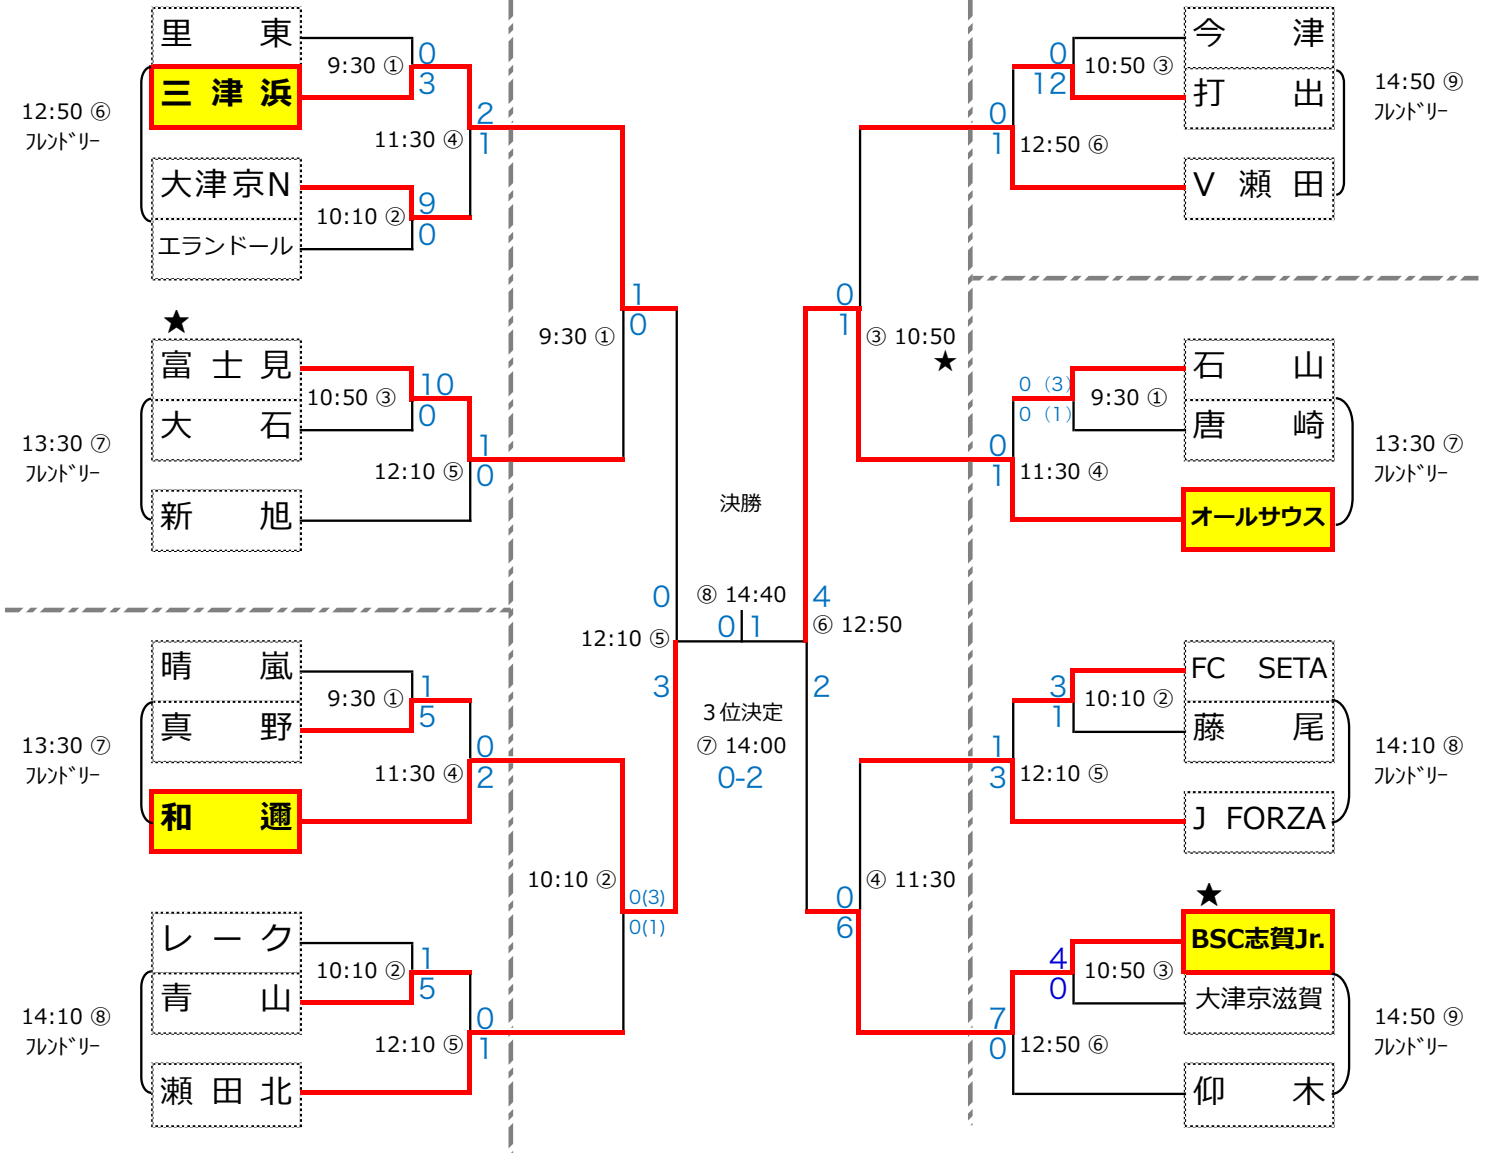 里 東
9:30 ①
0
3
三 津 浜
12:50 ⑥
ﾌﾚﾝﾄﾞﾘｰ
11:30 ④
2
1
大津京N
10:10 ②
9
0
エランドール
★
富 士 見
10:50 ③
10
0
大 石
13:30 ⑦
ﾌﾚﾝﾄﾞﾘｰ
12:10 ⑤
1
0
新 旭
9:30 ①
1
0
晴 嵐
9:30 ①
1
5
真 野
13:30 ⑦
ﾌﾚﾝﾄﾞﾘｰ
11:30 ④
0
2
和 邇
レ ー ク
10:10 ②
1
5
青 山
14:10 ⑧
ﾌﾚﾝﾄﾞﾘｰ
12:10 ⑤
0
1
瀬 田 北
10:10 ②
0(3)
0(1)
12:10 ⑤
0
3
決勝
⑧ 14:40
0 1
３位決定
⑦ 14:00
0-2
4
⑥ 12:50
2
0
1
③ 10:50
★
④ 11:30
0
6
今 津
0
12
10:50 ③
打 出
14:50 ⑨
ﾌﾚﾝﾄﾞﾘｰ
0
1
12:50 ⑥
V 瀬 田
石 山
0 (3)
0 (1)
9:30 ①
唐 崎
13:30 ⑦
ﾌﾚﾝﾄﾞﾘｰ
0
1
11:30 ④
オールサウス
FC SETA
3
1
10:10 ②
藤 尾
14:10 ⑧
ﾌﾚﾝﾄﾞﾘｰ
1
3
12:10 ⑤
J FORZA
★
BSC志賀Jr.
4
0
10:50 ③
大津京滋賀
14:50 ⑨
ﾌﾚﾝﾄﾞﾘｰ
7
0
12:50 ⑥
仰 木